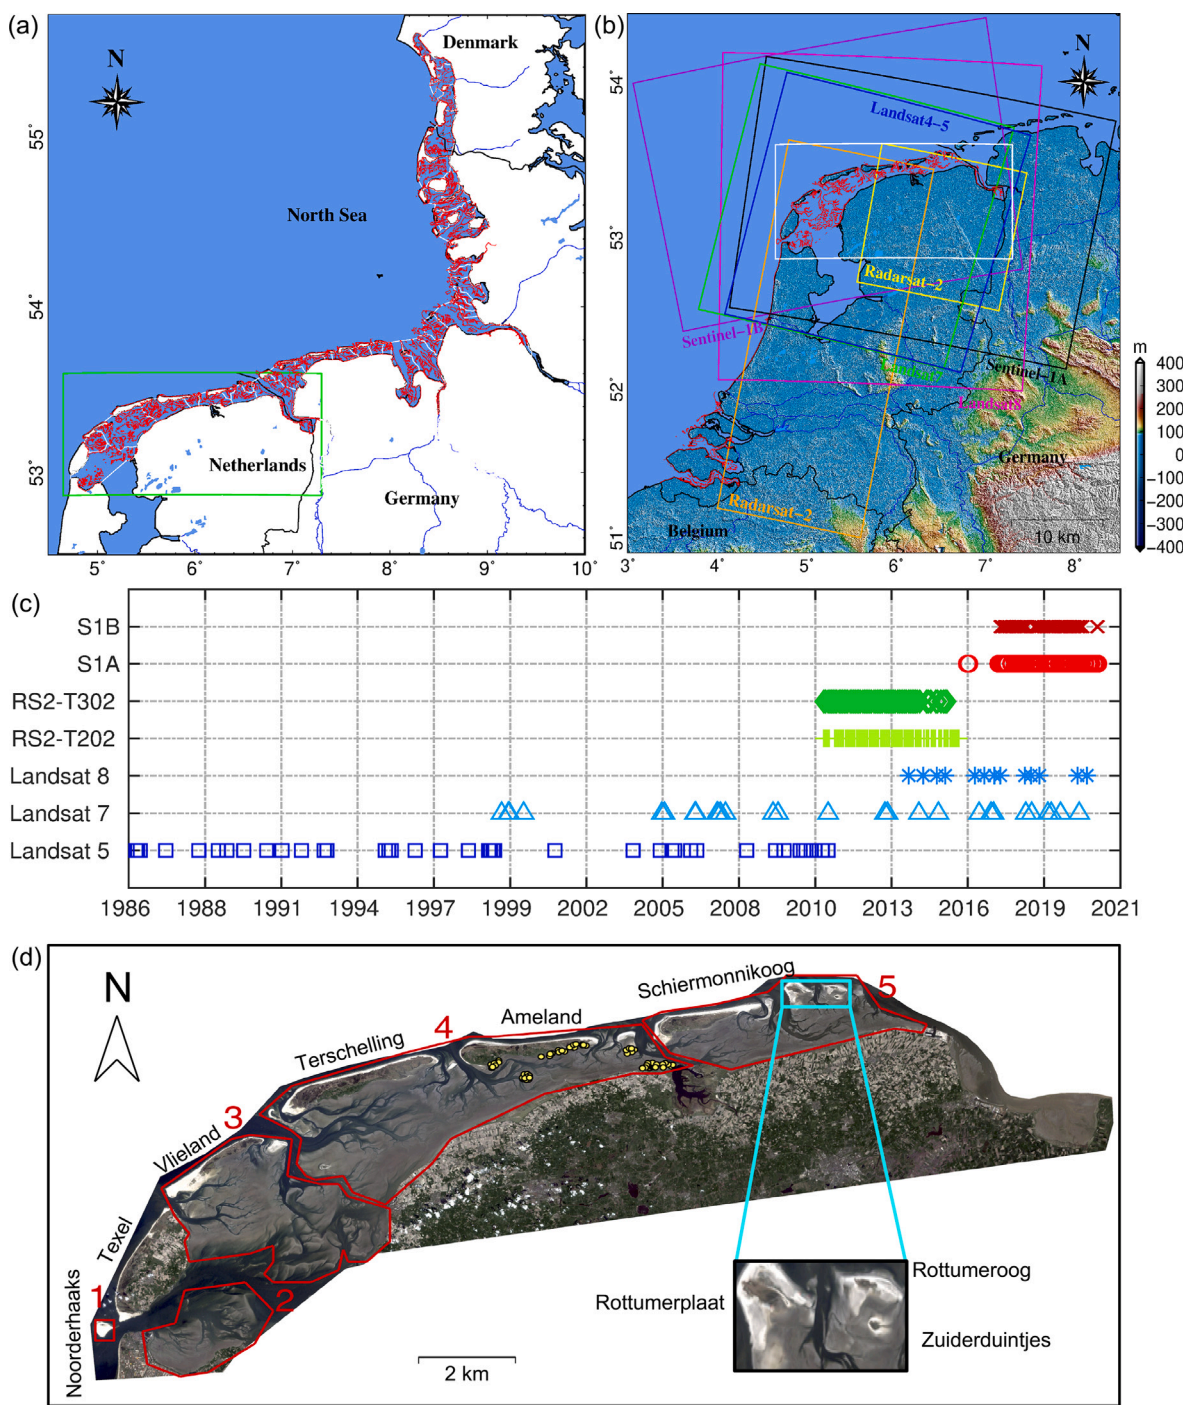 (a)
N
Denmark
North Sea
Netherlands
Germany
55°
54°
53°
5°
6°
7°
8°
9°
10°
(b)
N
Landsat4-5
Radarsat-2
Sentinel-1B
Sentinel-1A
Landsat8
Radarsat-2
Germany
Belgium
10 km
54°
53°
52°
51°
3°
4°
5°
6°
7°
8°
m
400
300
200
100
0
-100
-200
-300
-400
(c)
S1B
S1A
RS2-T302
RS2-T202
Landsat 8
Landsat 7
Landsat 5
1986 1988 1991 1994 1997 1999 2002 2005 2008 2010 2013 2016 2019 2021
(d)
N
Schiermonnikoog
5
Ameland
4
Terschelling
3
Vlieland
Texel
1
2
Noorderhaaks
Rottumeroog
Rottumerplaat
Zuiderduintjes
2 km